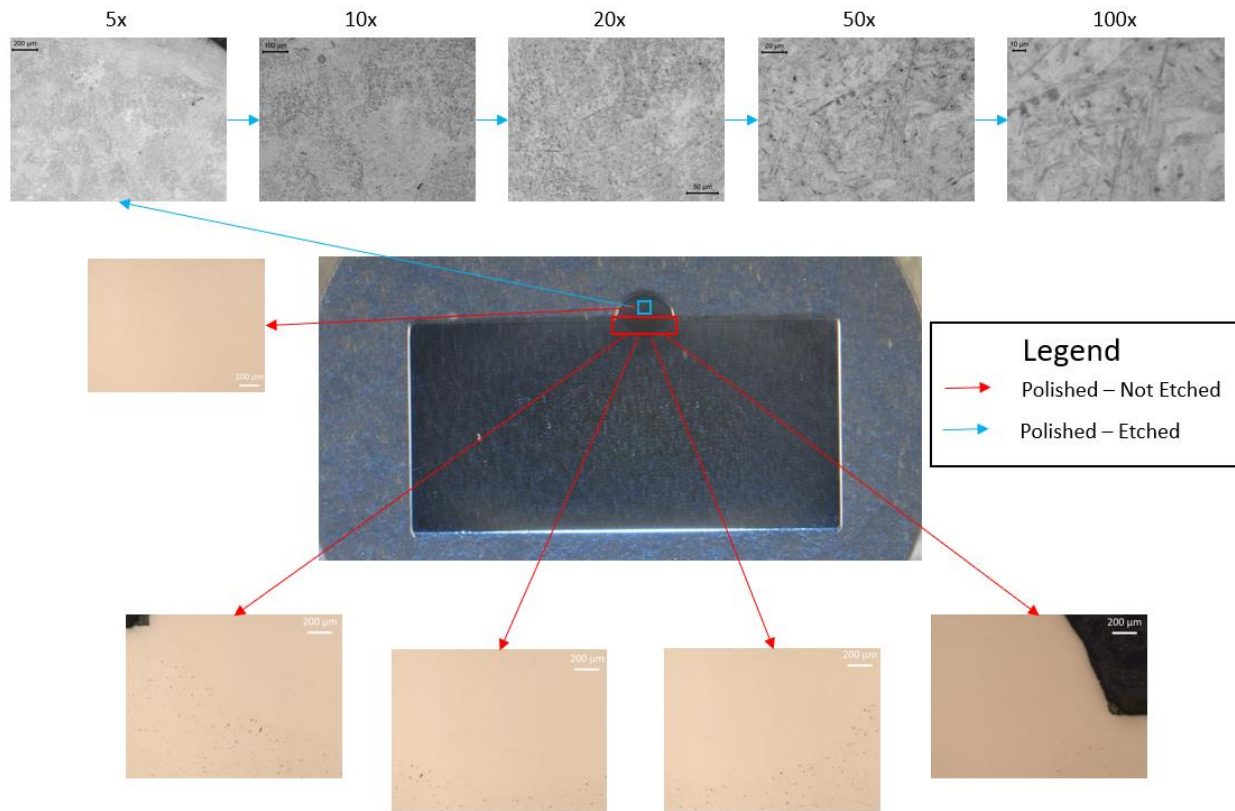 5x
10x
20x
50x
100x
200 µm
100 µm
50 µm
20 µm
10 µm
200 µm
Legend
Polished – Not Etched
Polished – Etched
200 µm
200 µm
200 µm
200 µm